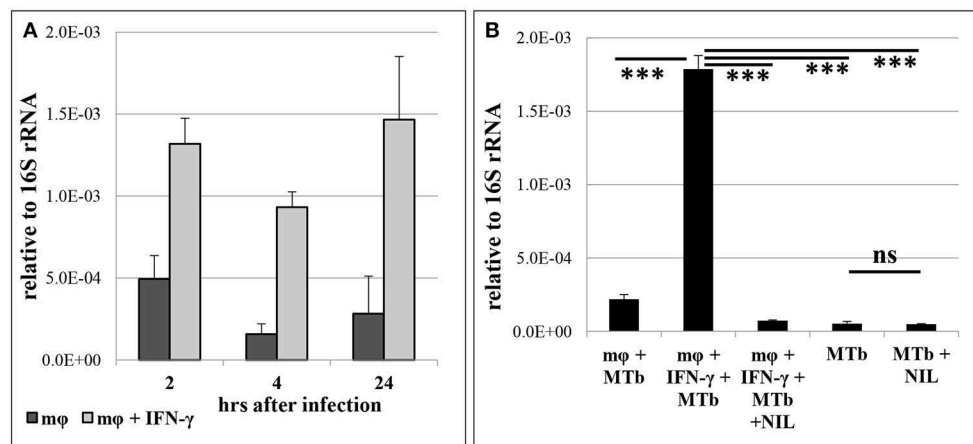 A
relative to 16S rRNA
2.0E-03
1.5E-03
1.0E-03
5.0E-04
0.0E+00
2 4 24
hrs after infection
mφ mφ + IFN-γ
B
relative to 16S rRNA
2.0E-03
1.5E-03
1.0E-03
5.0E-04
0.0E+00
*** *** *** ***
ns
mφ +
MTb
mφ +
IFN-γ +
MTb
mφ +
IFN-γ +
MTb
+NIL
MTb
MTb +
NIL